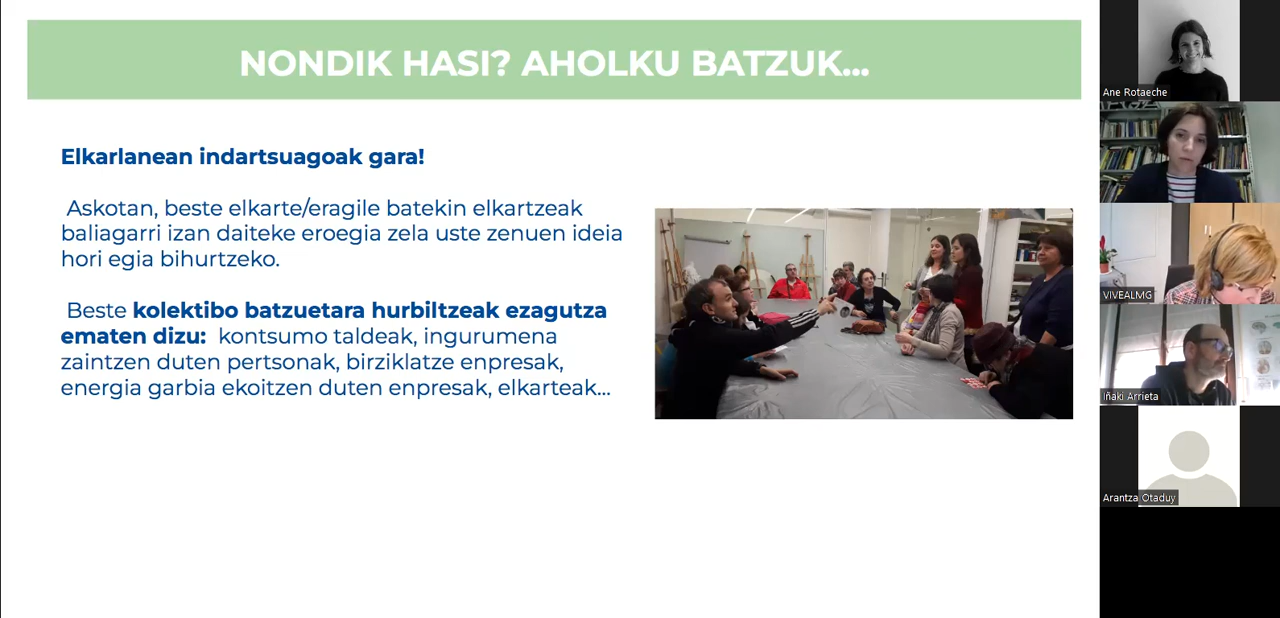 NONDIK HASI? AHOLKU BATZUK...
Elkarlanean indartsuagoak gara!
Askotan, beste elkarte/eragile batekin elkartzeak
baliagarri izan daiteke eroegia zela uste zenuen ideia
hori egia bihurtzeko.
Beste kolektibo batzuetara hurbiltzeak ezagutza
ematen dizu: kontsumo taldeak, ingurumena
zaintzen duten pertsonak, birziklatze enpresak,
energia garbia ekoitzen duten enpresak, elkarteak...
Ane Rotaeche
VIVEALMG
Iñaki Arrieta
Arantza Otaduy